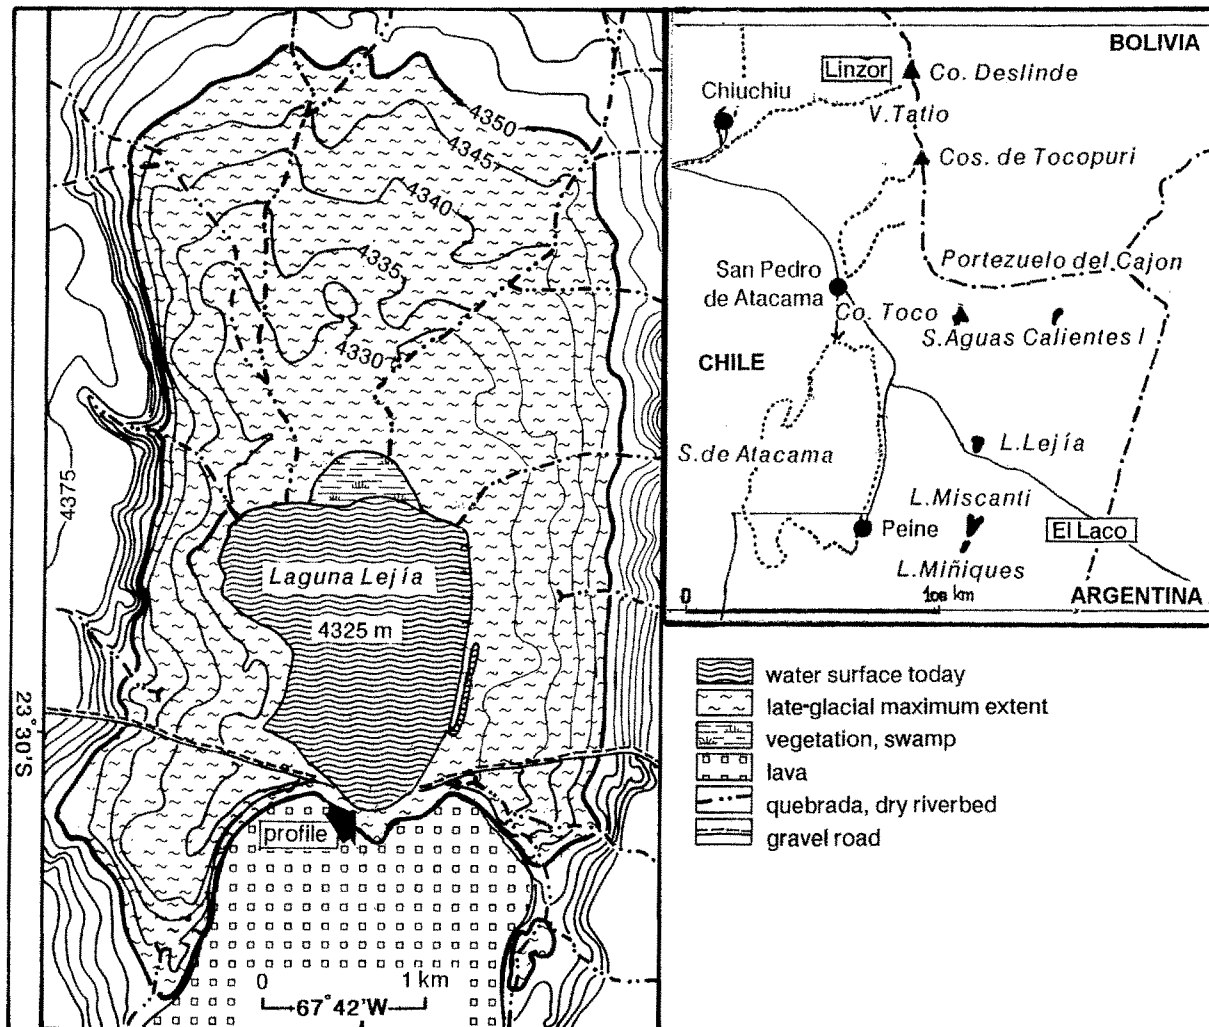 4350
4345
4340
4335
4330
4375
Laguna Lejía
4325 m
23°30'S
profile
0 1 km
67°42'W
BOLIVIA
Linzor
Co. Deslinde
Chiuchiu
V. Tatio
Cos. de Tocopuri
Portezuelo del Cajon
San Pedro
de Atacama
Co. Toco
S. Aguas Calientes I
CHILE
L. Lejía
S. de Atacama
L. Miscanti
Peine
El Laco
L. Miñiques
0 100 km
ARGENTINA
water surface today
late-glacial maximum extent
vegetation, swamp
lava
quebrada, dry riverbed
gravel road